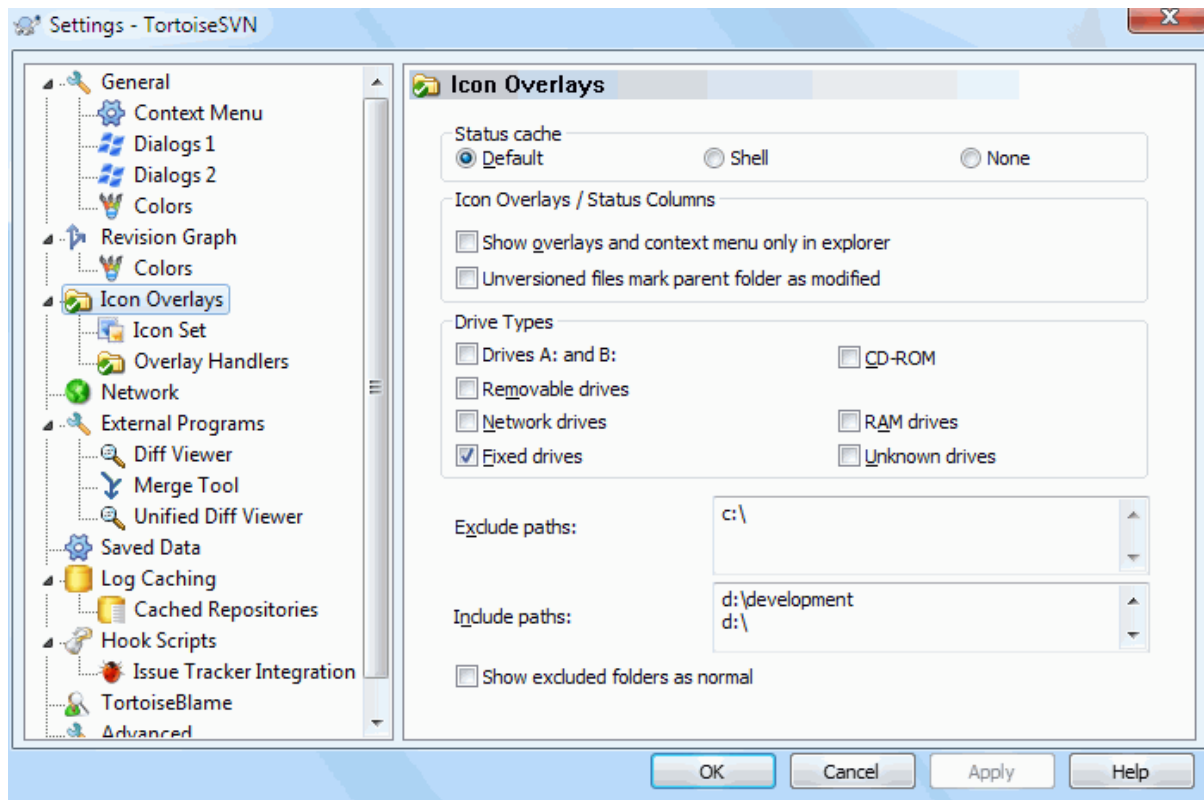 Settings - TortoiseSVN
General
Context Menu
Dialogs 1
Dialogs 2
Colors
Revision Graph
Colors
Icon Overlays
Icon Set
Overlay Handlers
Network
External Programs
Diff Viewer
Merge Tool
Unified Diff Viewer
Saved Data
Log Caching
Cached Repositories
Hook Scripts
Issue Tracker Integration
TortoiseBlame
Advanced
Icon Overlays
Status cache
Default
Shell
None
Icon Overlays / Status Columns
Show overlays and context menu only in explorer
Unversioned files mark parent folder as modified
Drive Types
Drives A: and B:
CD-ROM
Removable drives
Network drives
RAM drives
Fixed drives
Unknown drives
Exclude paths:
c:\
Include paths:
d:\development
d:\
Show excluded folders as normal
OK
Cancel
Apply
Help